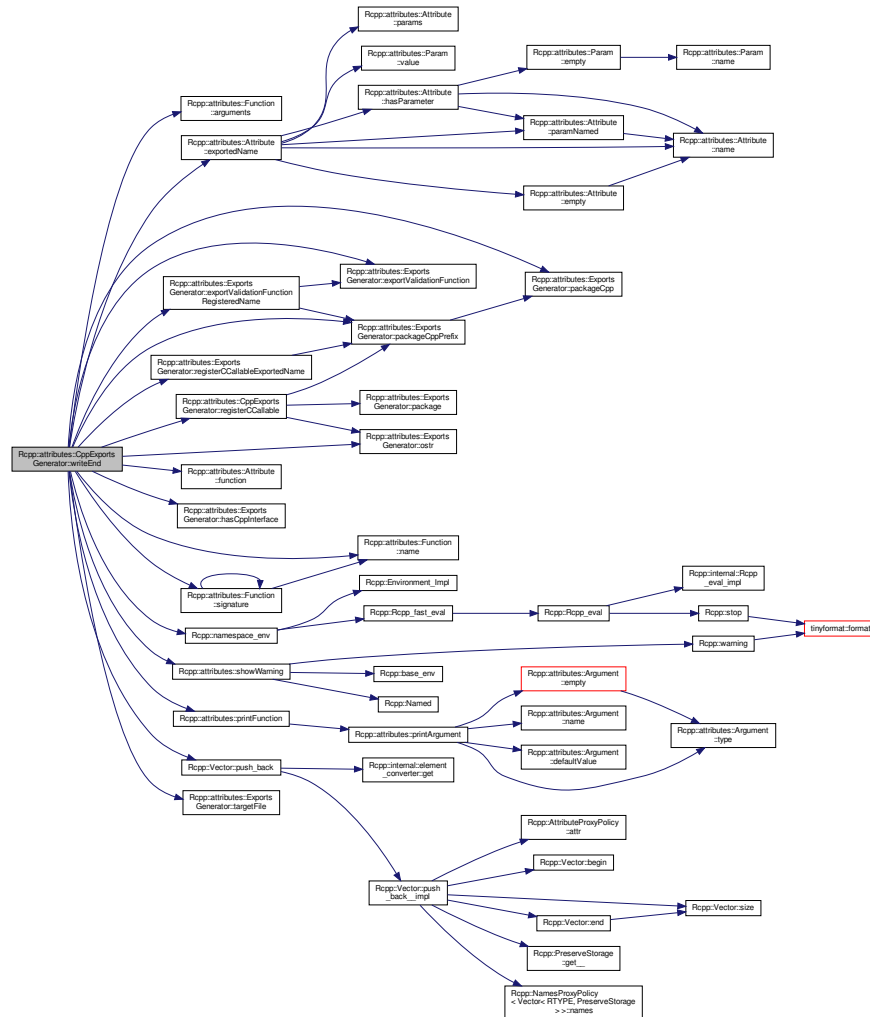 Rcpp::attributes::Attribute
::params
Rcpp::attributes::Param
::value
Rcpp::attributes::Param
::empty
Rcpp::attributes::Param
::name
Rcpp::attributes::Attribute
::hasParameter
Rcpp::attributes::Function
::arguments
Rcpp::attributes::Attribute
::paramNamed
Rcpp::attributes::Attribute
::exportedName
Rcpp::attributes::Attribute
::name
Rcpp::attributes::Attribute
::empty
Rcpp::attributes::Exports
Generator::exportValidationFunction
Rcpp::attributes::Exports
Generator::packageCpp
Rcpp::attributes::Exports
Generator::exportValidationFunction
RegisteredName
Rcpp::attributes::Exports
Generator::packageCppPrefix
Rcpp::attributes::Exports
Generator::registerCCallableExportedName
Rcpp::attributes::CppExports
Generator::registerCCallable
Rcpp::attributes::Exports
Generator::package
Rcpp::attributes::Exports
Generator::ostr
Rcpp::attributes::CppExports
Generator::writeEnd
Rcpp::attributes::Attribute
::function
Rcpp::attributes::Exports
Generator::hasCppInterface
Rcpp::attributes::Function
::name
Rcpp::attributes::Function
::signature
Rcpp::Environment_Impl
Rcpp::internal::Rcpp
_eval_impl
Rcpp::Rcpp_fast_eval
Rcpp::Rcpp_eval
Rcpp::stop
tinyformat::format
Rcpp::namespace_env
Rcpp::warning
Rcpp::attributes::showWarning
Rcpp::base_env
Rcpp::Named
Rcpp::attributes::Argument
::empty
Rcpp::attributes::printFunction
Rcpp::attributes::Argument
::name
Rcpp::attributes::printArgument
Rcpp::attributes::Argument
::type
Rcpp::attributes::Argument
::defaultValue
Rcpp::Vector::push_back
Rcpp::internal::element
_converter::get
Rcpp::attributes::Exports
Generator::targetFile
Rcpp::AttributeProxyPolicy
::attr
Rcpp::Vector::begin
Rcpp::Vector::push
_back__impl
Rcpp::Vector::size
Rcpp::Vector::end
Rcpp::PreserveStorage
::get__
Rcpp::NamesProxyPolicy
< Vector< RTYPE, PreserveStorage
> >::names